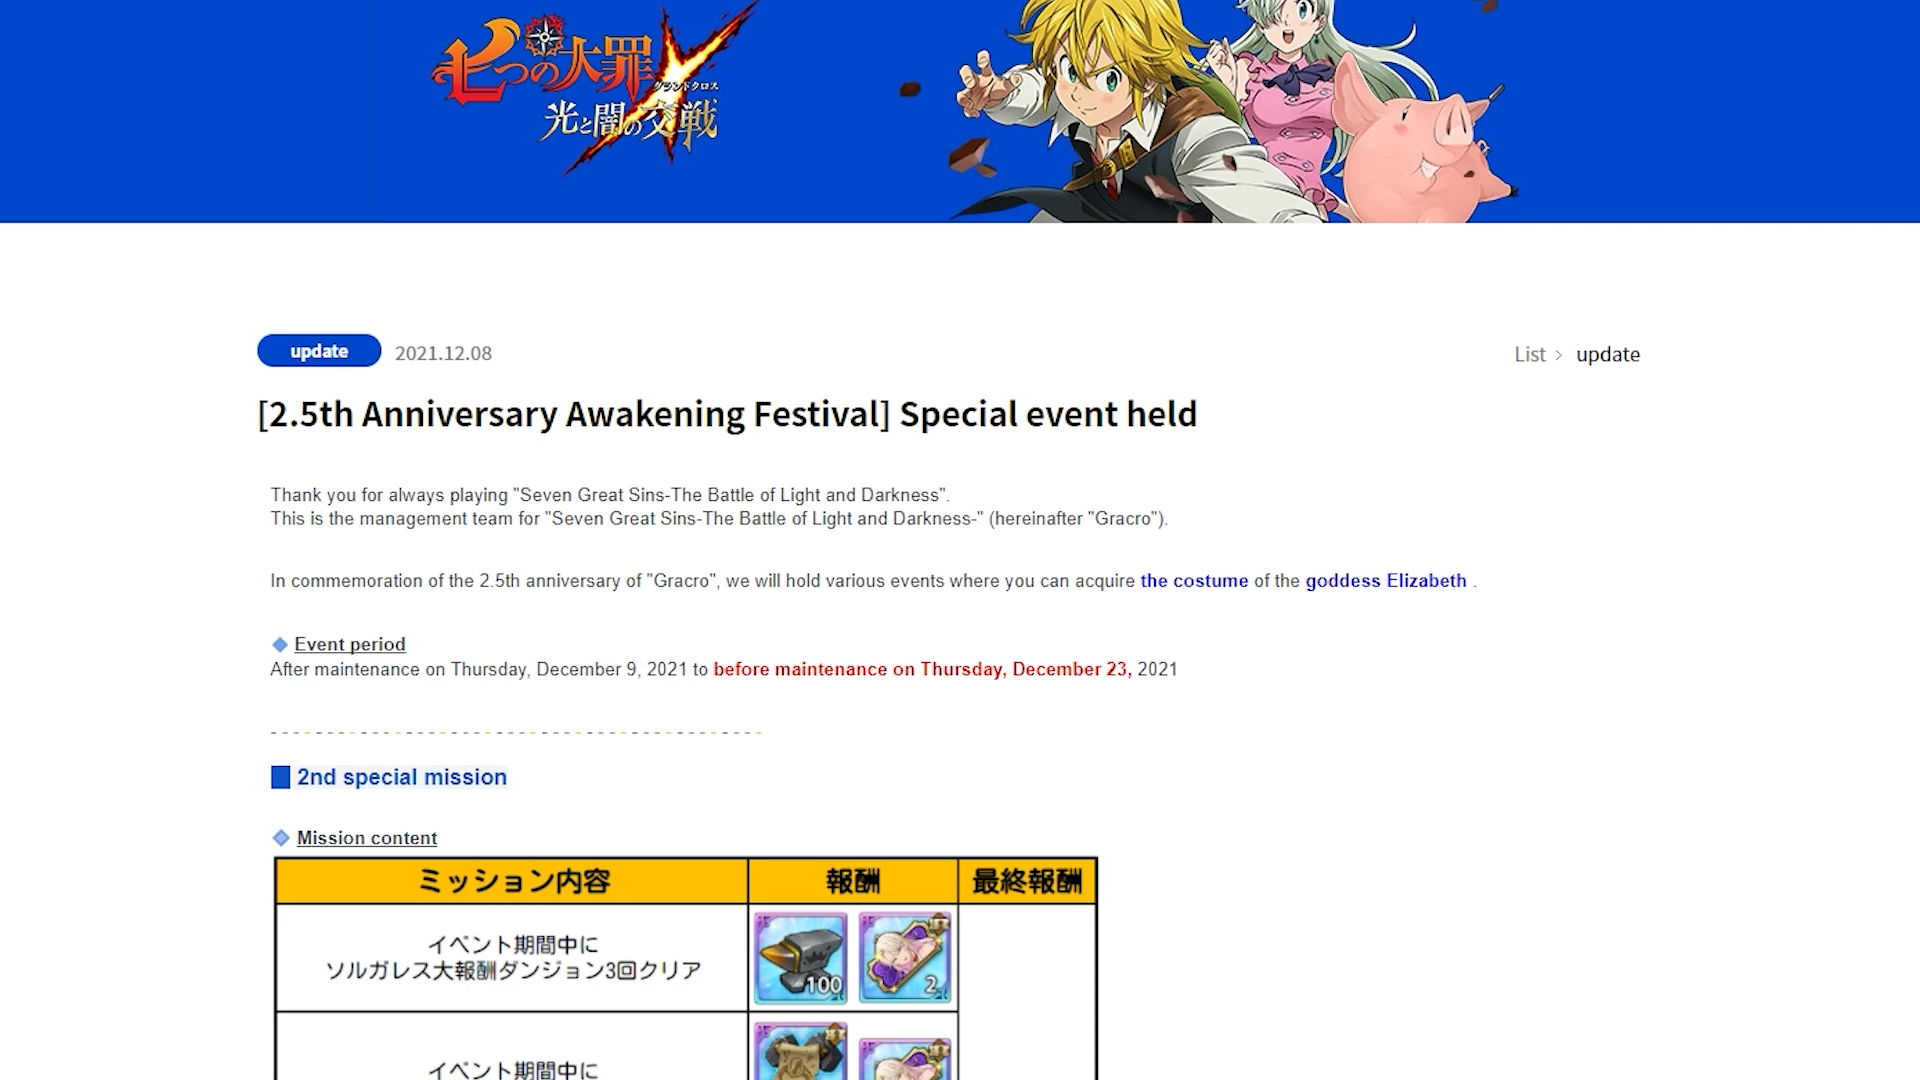 七つの大罪
グランドクロス
光と闇の交戦
update 2021.12.08
List > update
[2.5th Anniversary Awakening Festival] Special event held
Thank you for always playing "Seven Great Sins-The Battle of Light and Darkness".
This is the management team for "Seven Great Sins-The Battle of Light and Darkness-" (hereinafter "Gracro").
In commemoration of the 2.5th anniversary of "Gracro", we will hold various events where you can acquire the costume of the goddess Elizabeth .
Event period
After maintenance on Thursday, December 9, 2021 to before maintenance on Thursday, December 23, 2021
2nd special mission
Mission content
ミッション内容 報酬 最終報酬
イベント期間中に
ソルガレス大報酬ダンジョン3回クリア
100 2
イベント期間中に